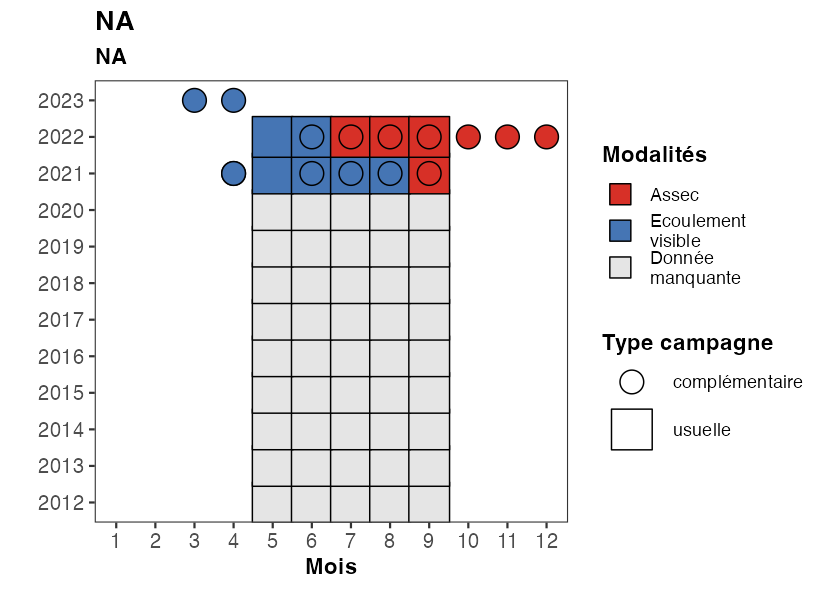 NA
NA
2023
2022
2021
2020
2019
2018
2017
2016
2015
2014
2013
2012
1 2 3 4 5 6 7 8 9 10 11 12
Mois
Modalités
Assec
Ecoulement
visible
Donnée
manquante
Type campagne
complémentaire
usuelle